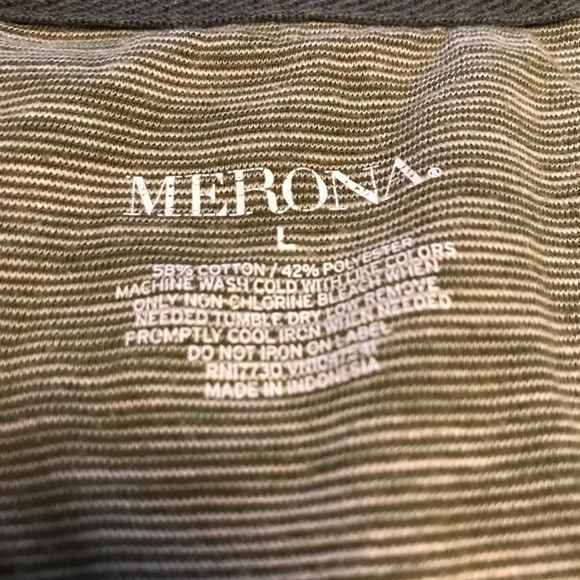 MERONA®
L
58% COTTON / 42% POLYESTER
MACHINE WASH COLD WITH LIKE COLORS
ONLY NON-CHLORINE BLEACH WHEN
NEEDED TUMBLE DRY LOW REMOVE
PROMPTLY COOL IRON WHEN NEEDED
DO NOT IRON ON LABEL
RN17730
MADE IN INDONESIA